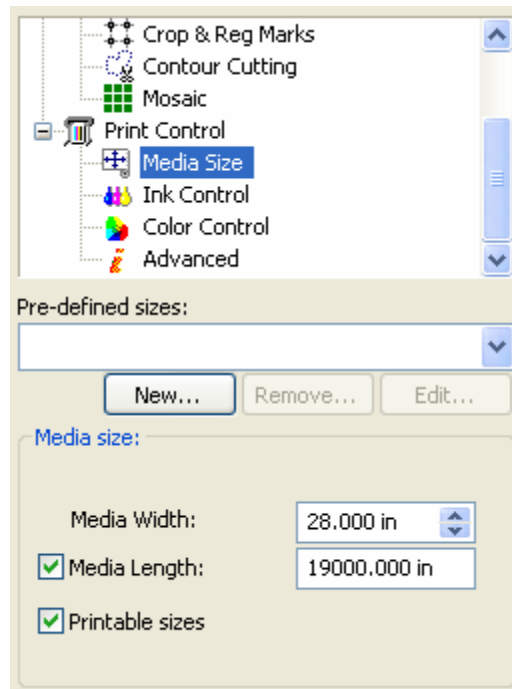 Crop & Reg Marks
Contour Cutting
Mosaic
Print Control
Media Size
Ink Control
Color Control
Advanced
Pre-defined sizes:
New... Remove... Edit...
Media size:
Media Width: 28.000 in
Media Length: 19000.000 in
Printable sizes